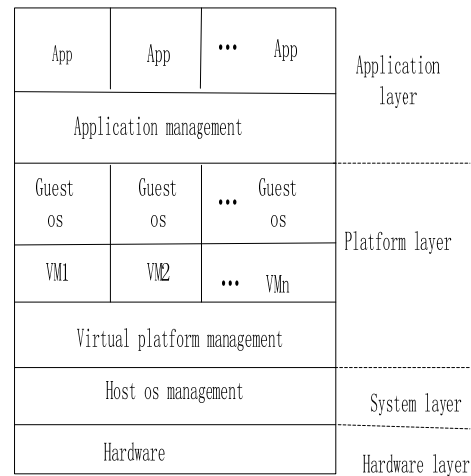 App App ••• App
Application
layer
Application management
Guest Guest ••• Guest
os os os
Platform layer
VM1 VM2 ••• VMn
Virtual platform management
Host os management
System layer
Hardware
Hardware layer